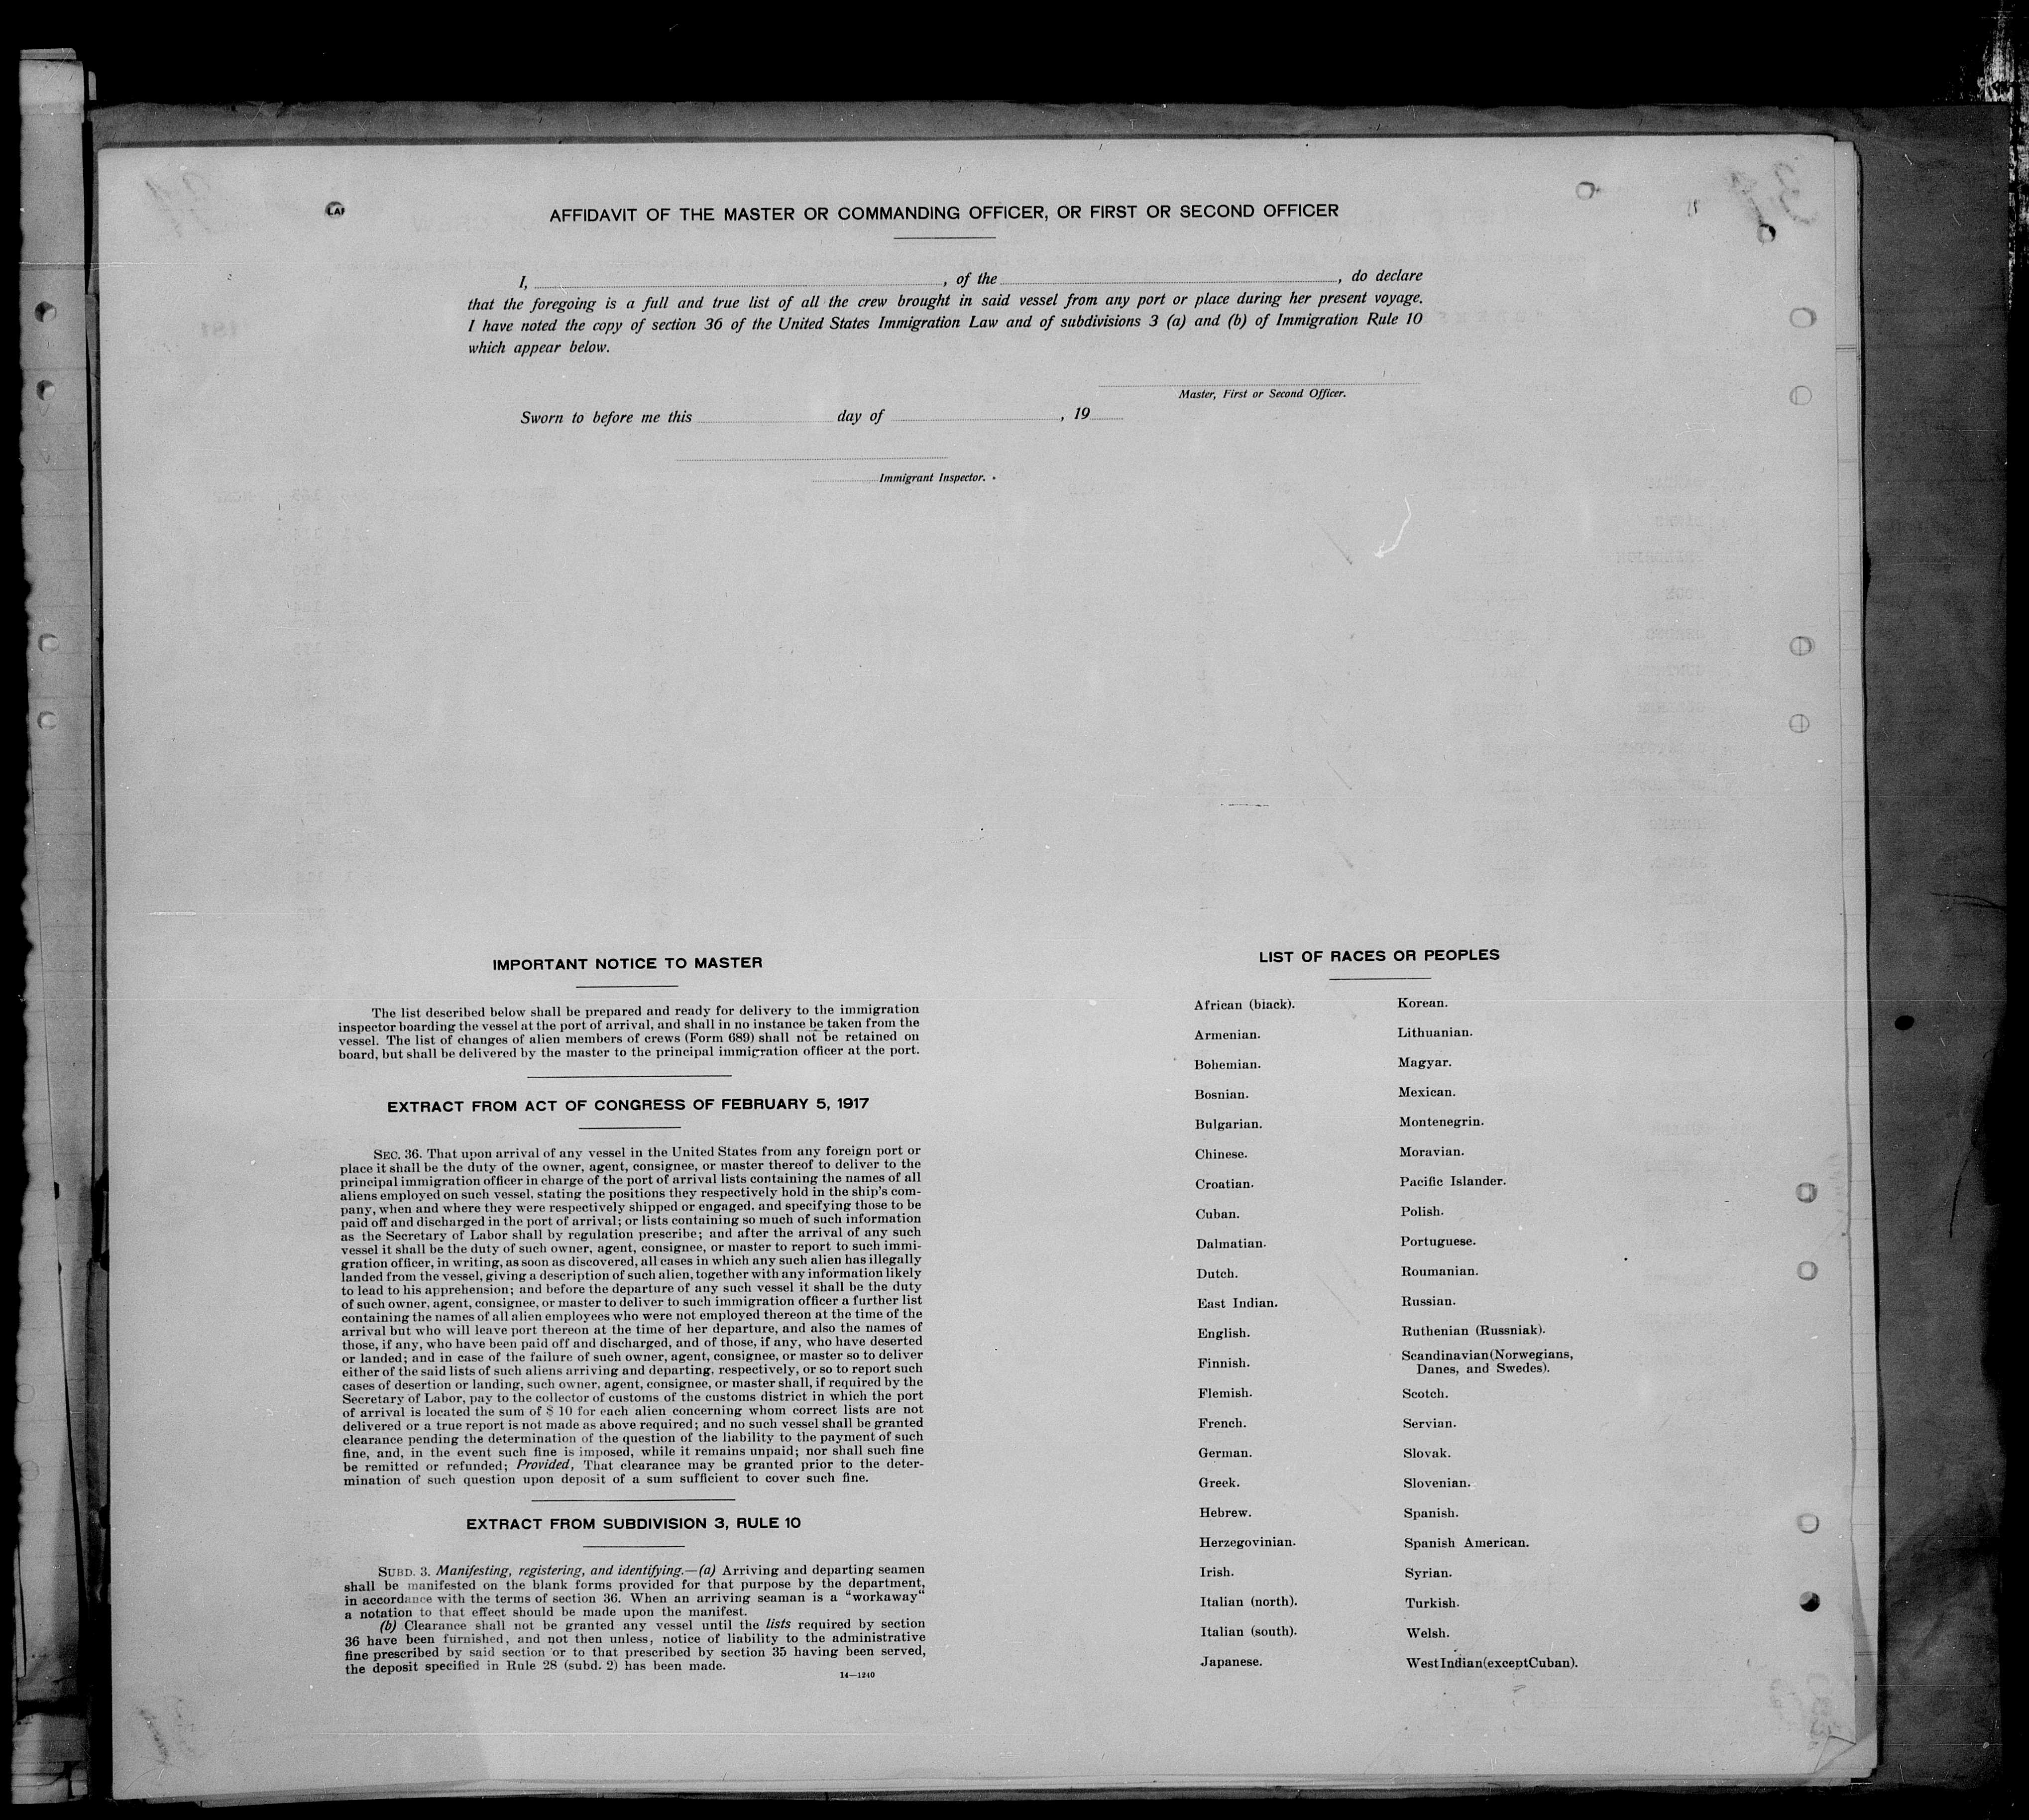 AFFIDAVIT OF THE MASTER OR COMMANDING OFFICER, OR FIRST OR SECOND OFFICER
I, , of the , do declare
that the foregoing is a full and true list of all the crew brought in said vessel from any port or place during her present voyage.
I have noted the copy of section 36 of the United States Immigration Law and of subdivisions 3 (a) and (b) of Immigration Rule 10
which appear below.
Master, First or Second Officer.
Sworn to before me this day of , 19
Immigrant Inspector.
IMPORTANT NOTICE TO MASTER
The list described below shall be prepared and ready for delivery to the immigration
inspector boarding the vessel at the port of arrival, and shall in no instance be taken from the
vessel. The list of changes of alien members of crews (Form 689) shall not be retained on
board, but shall be delivered by the master to the principal immigration officer at the port.
EXTRACT FROM ACT OF CONGRESS OF FEBRUARY 5, 1917
SEC. 36. That upon arrival of any vessel in the United States from any foreign port or
place it shall be the duty of the owner, agent, consignee, or master thereof to deliver to the
principal immigration officer in charge of the port of arrival lists containing the names of all
aliens employed on such vessel, stating the positions they respectively hold in the ship's com-
pany, when and where they were respectively shipped or engaged, and specifying those to be
paid off and discharged in the port of arrival; or lists containing so much of such information
as the Secretary of Labor shall by regulation prescribe; and after the arrival of any such
vessel it shall be the duty of such owner, agent, consignee, or master to report to such immi-
gration officer, in writing, as soon as discovered, all cases in which any such alien has illegally
landed from the vessel, giving a description of such alien, together with any information likely
to lead to his apprehension; and before the departure of any such vessel it shall be the duty
of such owner, agent, consignee, or master to deliver to such immigration officer a further list
containing the names of all alien employees who were not employed thereon at the time of the
arrival but who will leave port thereon at the time of her departure, and also the names of
those, if any, who have been paid off and discharged, and of those, if any, who have deserted
or landed; and in case of the failure of such owner, agent, consignee, or master so to deliver
either of the said lists of such aliens arriving and departing, respectively, or so to report such
cases of desertion or landing, such owner, agent, consignee, or master shall, if required by the
Secretary of Labor, pay to the collector of customs of the customs district in which the port
of arrival is located the sum of $ 10 for each alien concerning whom correct lists are not
delivered or a true report is not made as above required; and no such vessel shall be granted
clearance pending the determination of the question of the liability to the payment of such
fine, and, in the event such fine is imposed, while it remains unpaid; nor shall such fine
be remitted or refunded; Provided, That clearance may be granted prior to the deter-
mination of such question upon deposit of a sum sufficient to cover such fine.
EXTRACT FROM SUBDIVISION 3, RULE 10
SUBD. 3. Manifesting, registering, and identifying.—(a) Arriving and departing seamen
shall be manifested on the blank forms provided for that purpose by the department,
in accordance with the terms of section 36. When an arriving seaman is a “workaway“
a notation to that effect should be made upon the manifest.
(b) Clearance shall not be granted any vessel until the lists required by section
36 have been furnished, and not then unless, notice of liability to the administrative
fine prescribed by said section or to that prescribed by section 35 having been served,
the deposit specified in Rule 28 (subd. 2) has been made.
14—1240
LIST OF RACES OR PEOPLES
African (black).
Armenian.
Bohemian.
Bosnian.
Bulgarian.
Chinese.
Croatian.
Cuban.
Dalmatian.
Dutch.
East Indian.
English.
Finnish.
Flemish.
French.
German.
Greek.
Hebrew.
Herzegovinian.
Irish.
Italian (north).
Italian (south).
Japanese.
Korean.
Lithuanian.
Magyar.
Mexican.
Montenegrin.
Moravian.
Pacific Islander.
Polish.
Portuguese.
Roumanian.
Russian.
Ruthenian (Russniak).
Scandinavian (Norwegians,
Danes, and Swedes).
Scotch.
Servian.
Slovak.
Slovenian.
Spanish.
Spanish American.
Syrian.
Turkish.
Welsh.
West Indian (except Cuban).